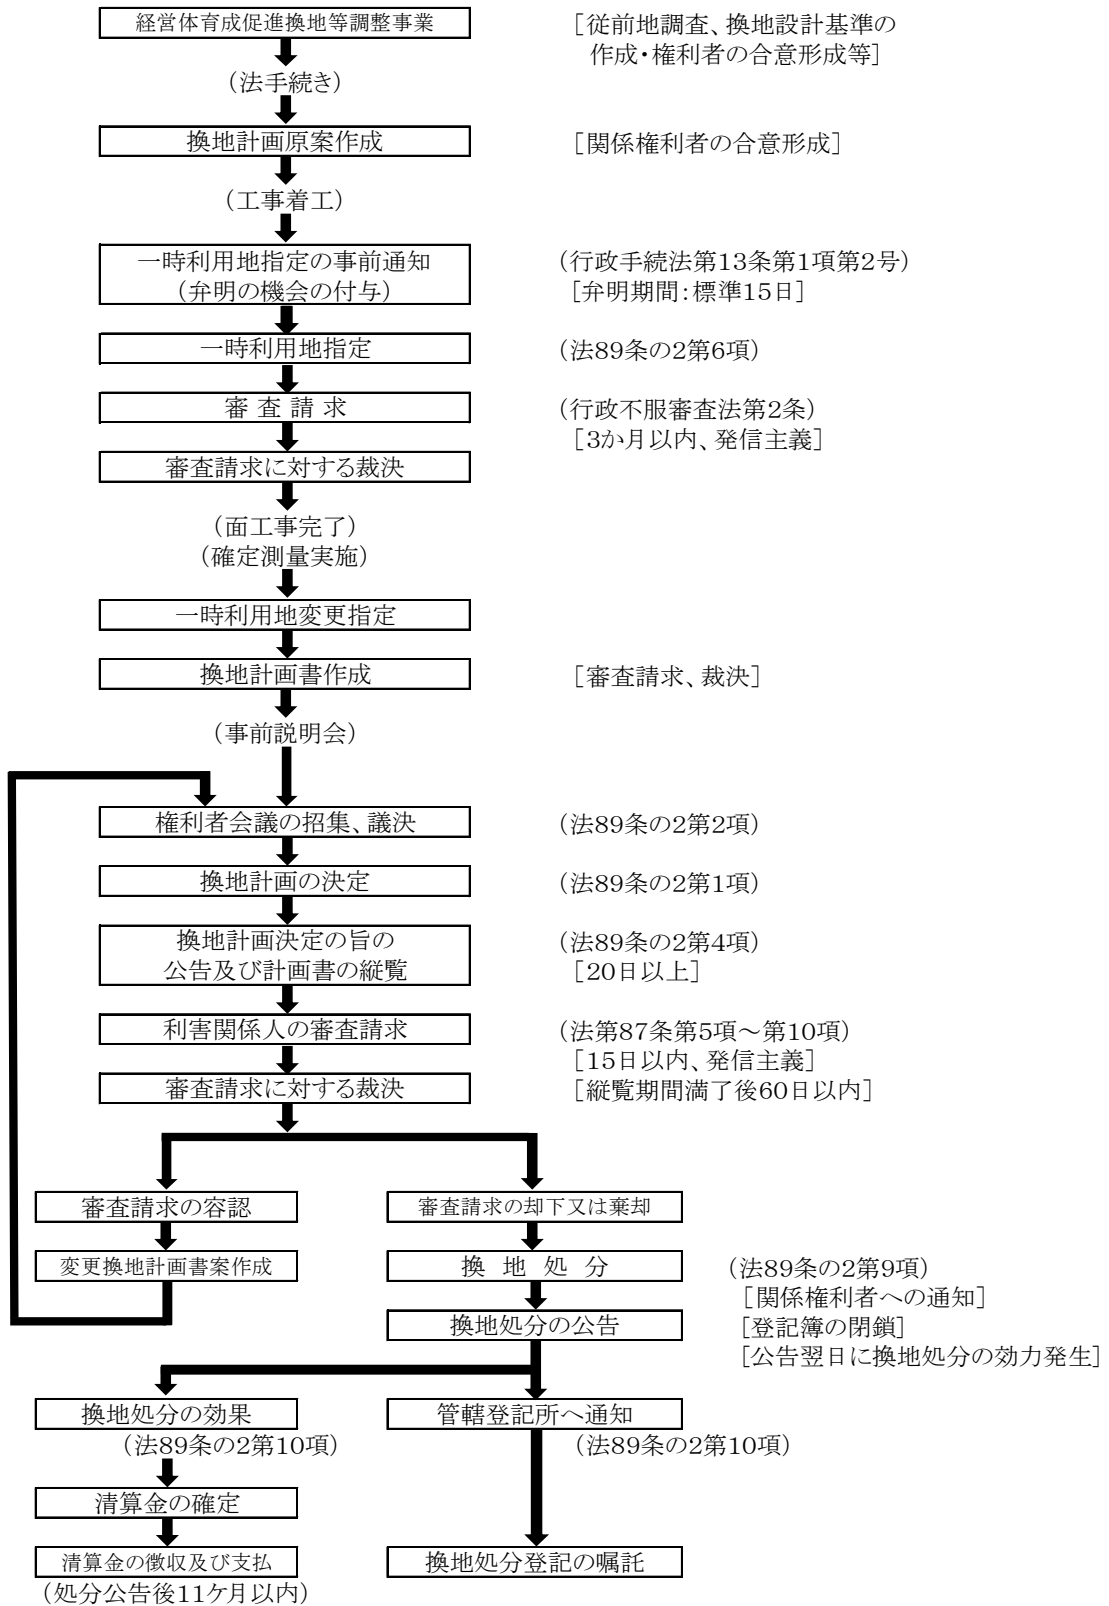 経営体育成促進換地等調整事業
［従前地調査、換地設計基準の
作成・権利者の合意形成等］
（法手続き）
換地計画原案作成
［関係権利者の合意形成］
（工事着工）
一時利用地指定の事前通知
（弁明の機会の付与）
（行政手続法第13条第1項第2号）
［弁明期間：標準15日］
一時利用地指定
（法89条の2第6項）
審 査 請 求
（行政不服審査法第2条）
［3か月以内、発信主義］
審査請求に対する裁決
（面工事完了）
（確定測量実施）
一時利用地変更指定
換地計画書作成
［審査請求、裁決］
（事前説明会）
権利者会議の招集、議決
（法89条の2第2項）
換地計画の決定
（法89条の2第1項）
換地計画決定の旨の
公告及び計画書の縦覧
（法89条の2第4項）
［20日以上］
利害関係人の審査請求
（法第87条第5項～第10項）
［15日以内、発信主義］
審査請求に対する裁決
［縦覧期間満了後60日以内］
審査請求の容認
審査請求の却下又は棄却
変更換地計画書案作成
換 地 処 分
（法89条の2第9項）
［関係権利者への通知］
換地処分の公告
［登記簿の閉鎖］
［公告翌日に換地処分の効力発生］
換地処分の効果
管轄登記所へ通知
（法89条の2第10項）
（法89条の2第10項）
清算金の確定
清算金の徴収及び支払
換地処分登記の嘱託
（処分公告後11ケ月以内）